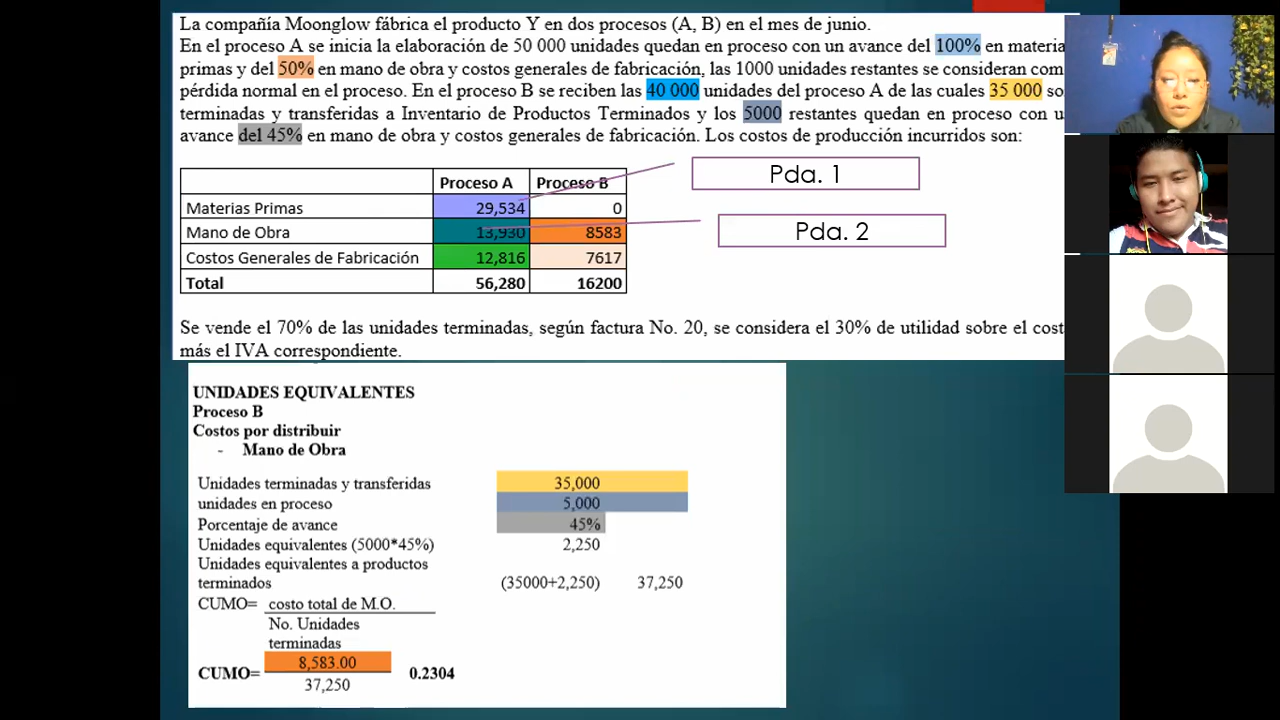 La compañía Moonglow fábrica el producto Y en dos procesos (A, B) en el mes de junio.
En el proceso A se inicia la elaboración de 50 000 unidades quedan en proceso con un avance del 100% en materia
primas y del 50% en mano de obra y costos generales de fabricación, las 1000 unidades restantes se consideran com
pérdida normal en el proceso. En el proceso B se reciben las 40 000 unidades del proceso A de las cuales 35 000 so
terminadas y transferidas a Inventario de Productos Terminados y los 5000 restantes quedan en proceso con u
avance del 45% en mano de obra y costos generales de fabricación. Los costos de producción incurridos son:
Proceso A Proceso B
Materias Primas 29,534 0
Mano de Obra 13,930 8583
Costos Generales de Fabricación 12,816 7617
Total 56,280 16200
Pda. 1
Pda. 2
Se vende el 70% de las unidades terminadas, según factura No. 20, se considera el 30% de utilidad sobre el cost
más el IVA correspondiente.
UNIDADES EQUIVALENTES
Proceso B
Costos por distribuir
- Mano de Obra
Unidades terminadas y transferidas 35,000
unidades en proceso 5,000
Porcentaje de avance 45%
Unidades equivalentes (5000*45%) 2,250
Unidades equivalentes a productos
terminados (35000+2,250) 37,250
CUMO= costo total de M.O.
No. Unidades
terminadas
8,583.00
CUMO= 0.2304
37,250